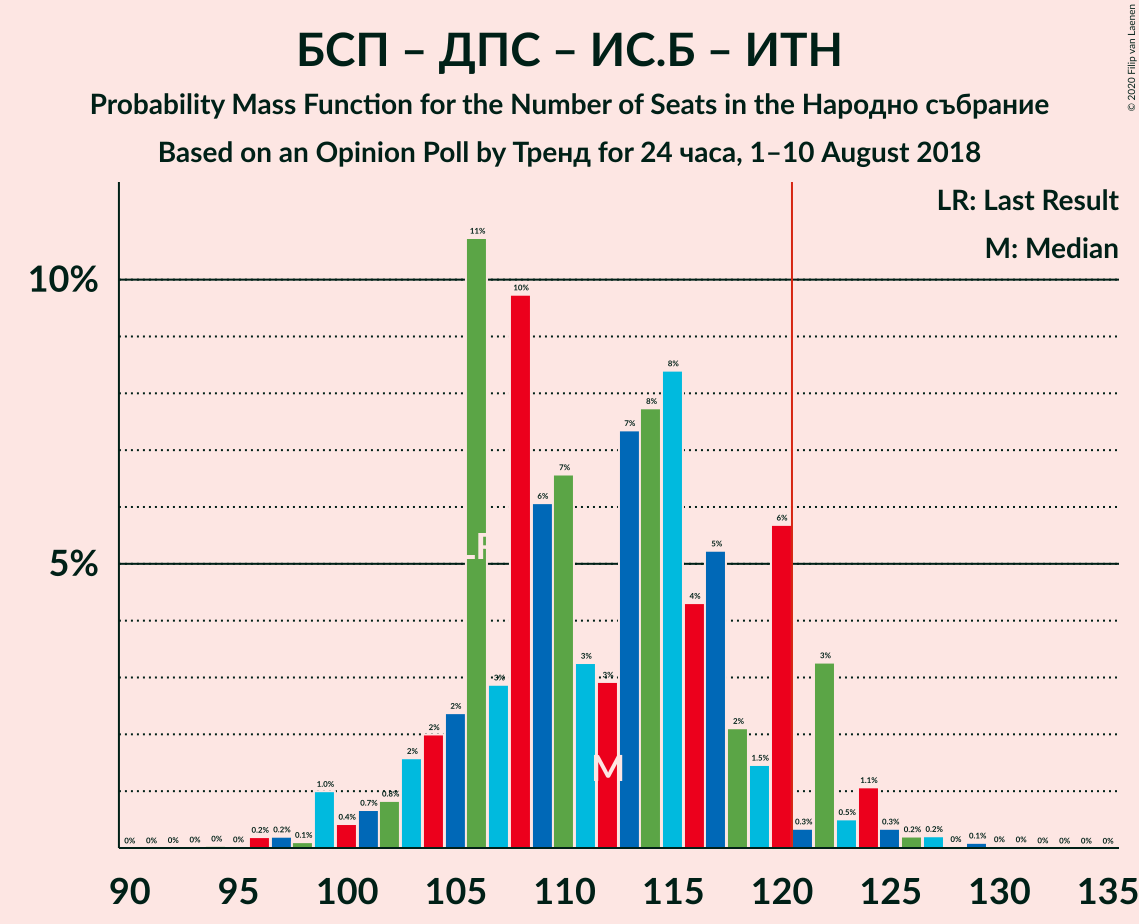 БСП – ДПС – ИС.Б – ИТН
Probability Mass Function for the Number of Seats in the Народно събрание
Based on an Opinion Poll by Тренд for 24 часа, 1–10 August 2018
© 2020 Filip van Laenen
LR: Last Result
M: Median
10%
5%
0% 0% 0% 0% 0% 0% 0.2% 0.2% 0.1% 1.0% 0.4% 0.7% 0.8% 2% 2% 2% 11% 3% 10% 6% 7% 3% 3% 7% 8% 8% 4% 5% 2% 1.5% 6% 0.3% 3% 0.5% 1.1% 0.3% 0.2% 0.2% 0% 0.1% 0% 0% 0% 0% 0% 0%
LR
M
90 95 100 105 110 115 120 125 130 135